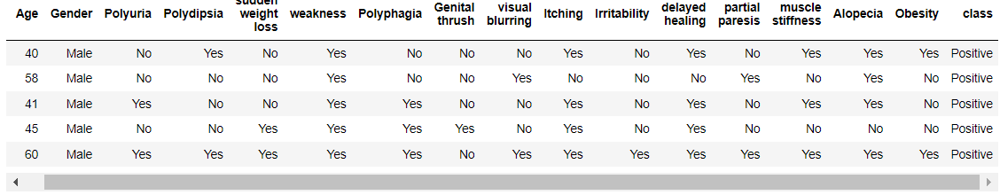 Age Gender Polyuria Polydipsia sudden weight loss weakness Polyphagia Genital thrush visual blurring Itching Irritability delayed healing partial paresis muscle stiffness Alopecia Obesity class
40 Male No Yes No Yes No No No Yes No Yes No Yes Yes Yes Positive
58 Male No No No Yes No No Yes No No No Yes No Yes No Positive
41 Male Yes No No Yes Yes No No Yes No Yes No Yes Yes No Positive
45 Male No No Yes Yes Yes Yes No Yes No Yes No No No No Positive
60 Male Yes Yes Yes Yes Yes No Yes Yes Yes Yes Yes Yes Yes Yes Positive